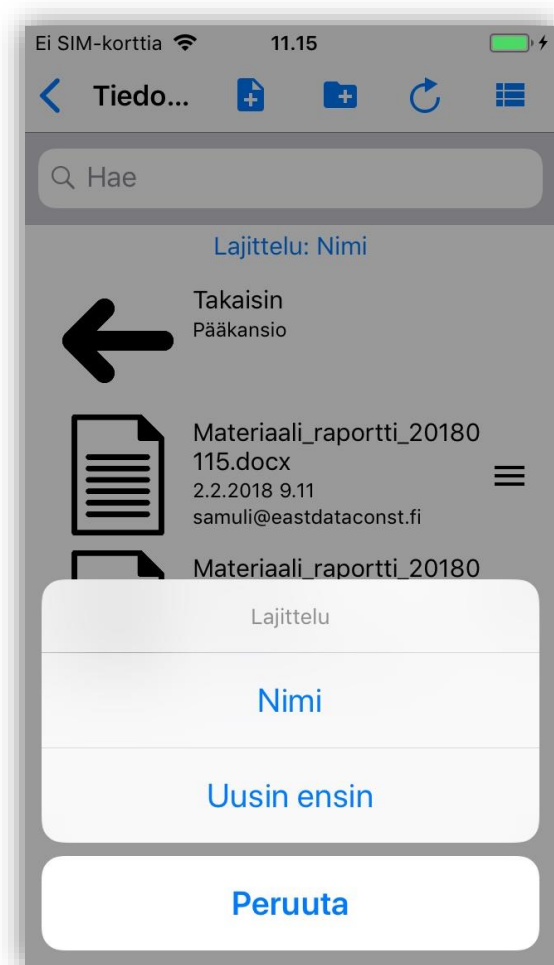 Ei SIM-korttia 11.15
Tiedo...
Hae
Lajittelu: Nimi
Takaisin
Pääkansio
Materiaali_raportti_20180
115.docx
2.2.2018 9.11
samuli@eastdataconst.fi
Materiaali_raportti_20180
Lajittelu
Nimi
Uusin ensin
Peruuta